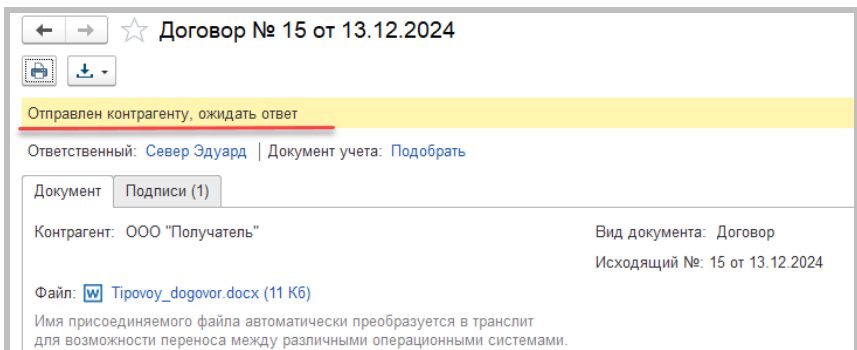 Договор № 15 от 13.12.2024
Отправлен контрагенту, ожидать ответ
Ответственный: Север Эдуард | Документ учета: Подобрать
Документ Подписи (1)
Контрагент: ООО "Получатель" Вид документа: Договор
Исходящий №: 15 от 13.12.2024
Файл: Tipovoy_dogovor.docx (11 Кб)
Имя присоединяемого файла автоматически преобразуется в транслит
для возможности переноса между различными операционными системами.